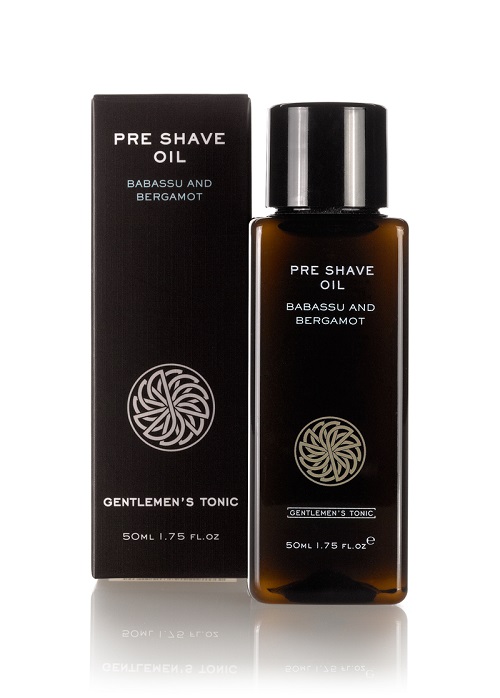 PRE SHAVE
OIL
BABASSU AND
BERGAMOT
GENTLEMEN'S TONIC
50ML 1.75 FL.OZ
PRE SHAVE
OIL
BABASSU AND
BERGAMOT
GENTLEMEN'S TONIC
50ML 1.75 FL.OZ℮